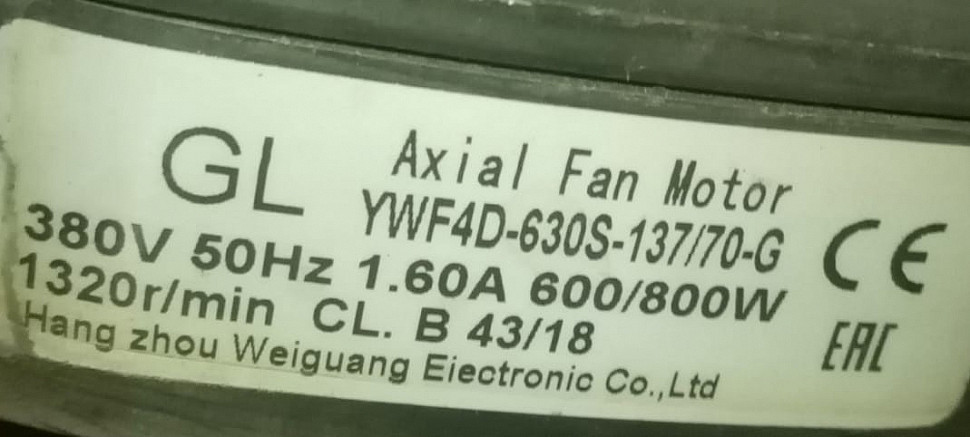 GL Axial Fan Motor
YWF4D-630S-137/70-G
380V 50Hz 1.60A 600/800W
1320r/min CL. B 43/18
Hang zhou Weiguang Eiectronic Co.,Ltd
CE
EAC